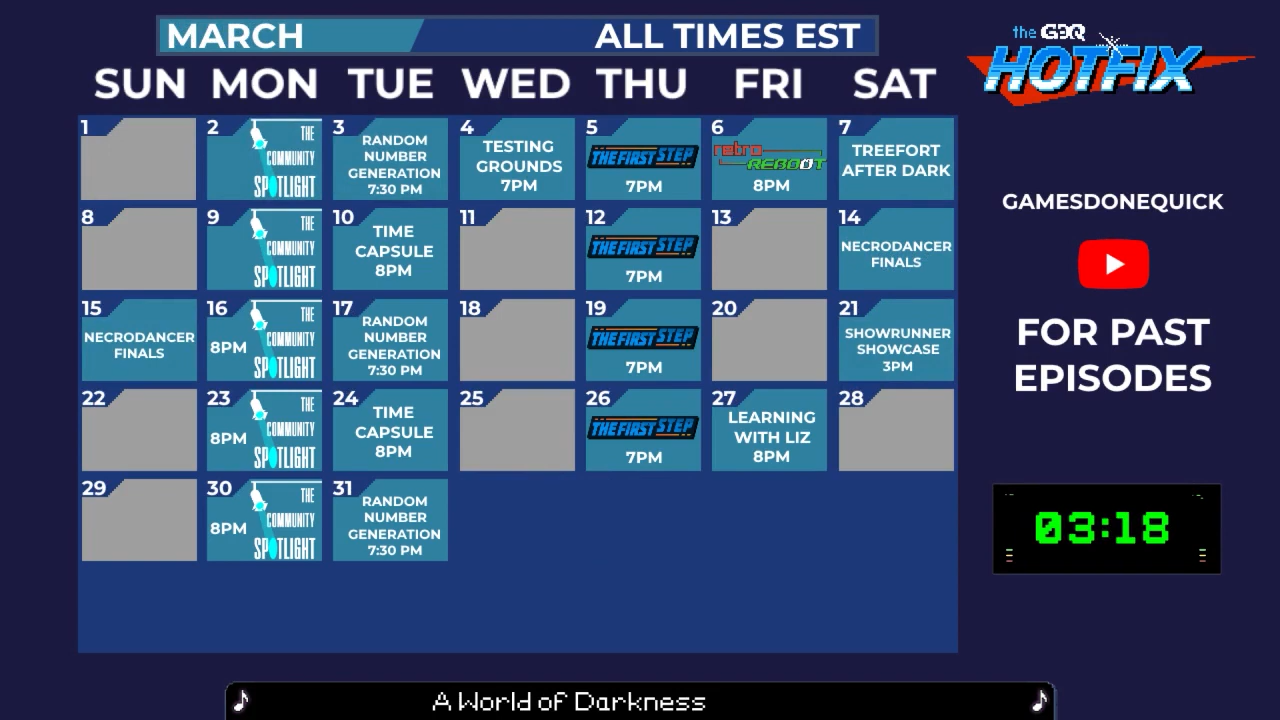 MARCH ALL TIMES EST
the GDQ
HOTFIX
SUN MON TUE WED THU FRI SAT
1
2
THE
COMMUNITY
SPOTLIGHT
3
RANDOM
NUMBER
GENERATION
7:30 PM
4
TESTING
GROUNDS
7PM
5
THE FIRST STEP
7PM
6
retro
REBOOT
8PM
7
TREEFORT
AFTER DARK
8
9
THE
COMMUNITY
SPOTLIGHT
10
TIME
CAPSULE
8PM
11
12
THE FIRST STEP
7PM
13
14
NECRODANCER
FINALS
15
NECRODANCER
FINALS
16
8PM
THE
COMMUNITY
SPOTLIGHT
17
RANDOM
NUMBER
GENERATION
7:30 PM
18
19
THE FIRST STEP
7PM
20
21
SHOWRUNNER
SHOWCASE
3PM
22
23
8PM
THE
COMMUNITY
SPOTLIGHT
24
TIME
CAPSULE
8PM
25
26
THE FIRST STEP
7PM
27
LEARNING
WITH LIZ
8PM
28
29
30
8PM
THE
COMMUNITY
SPOTLIGHT
31
RANDOM
NUMBER
GENERATION
7:30 PM
GAMESDONEQUICK
FOR PAST
EPISODES
03:18
A World of Darkness